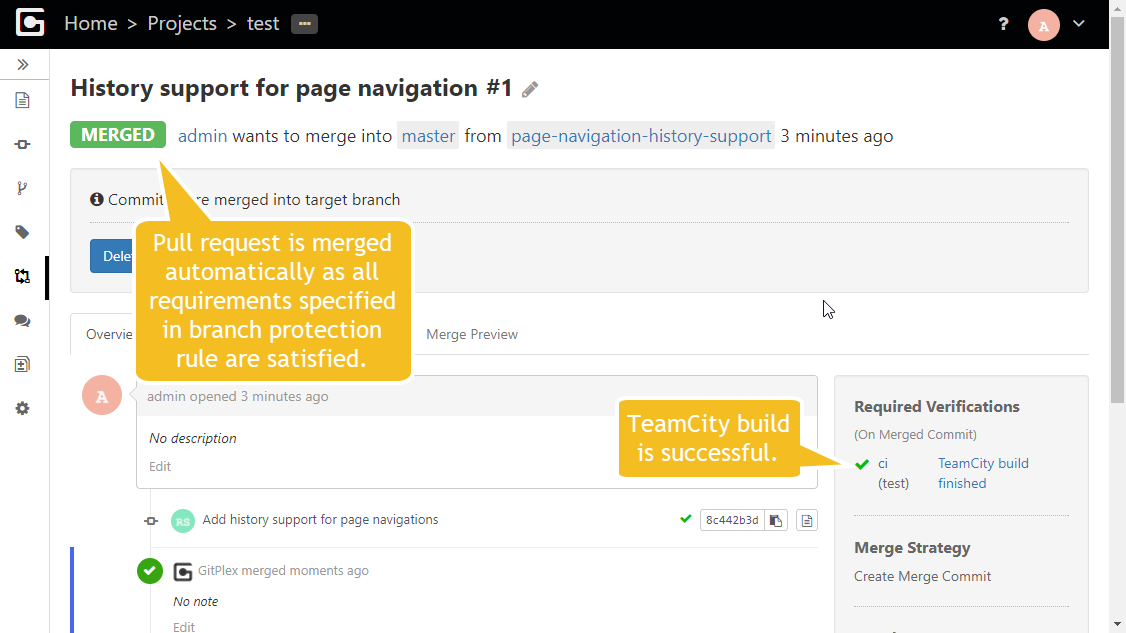 Home > Projects > test
?
A
History support for page navigation #1
MERGED admin wants to merge into master from page-navigation-history-support 3 minutes ago
Commit re merged into target branch
Dele
Pull request is merged
automatically as all
requirements specified
in branch protection
rule are satisfied.
Overvie
Merge Preview
A
admin opened 3 minutes ago
No description
Edit
TeamCity build
is successful.
Required Verifications
(On Merged Commit)
ci TeamCity build
(test) finished
RS Add history support for page navigations 8c442b3d
Merge Strategy
Create Merge Commit
GitPlex merged moments ago
No note
Edit